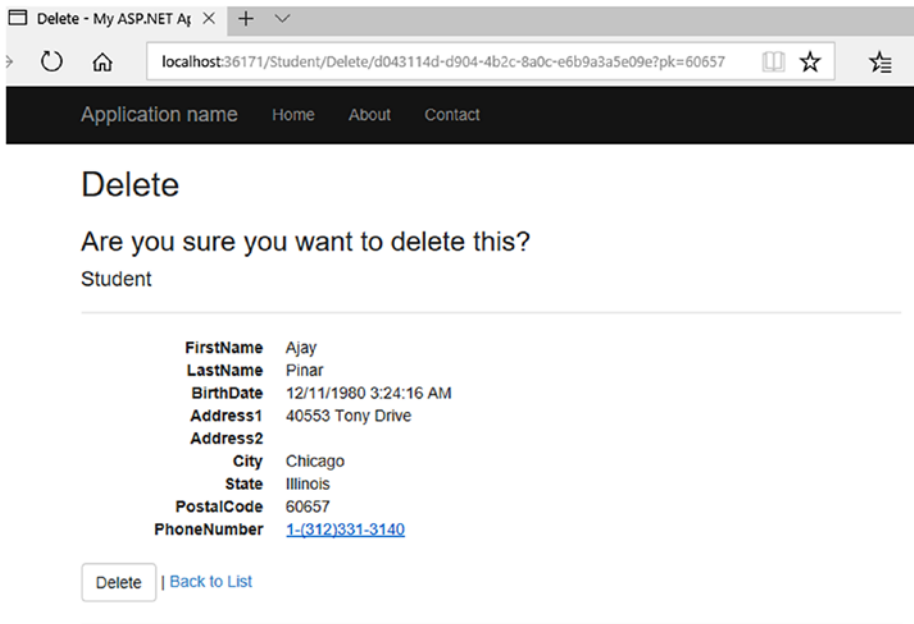 Delete - My ASP.NET Ap
localhost:36171/Student/Delete/d043114d-d904-4b2c-8a0c-e6b9a3a5e09e?pk=60657
Application name Home About Contact
Delete
Are you sure you want to delete this?
Student
FirstName Ajay
LastName Pinar
BirthDate 12/11/1980 3:24:16 AM
Address1 40553 Tony Drive
Address2
City Chicago
State Illinois
PostalCode 60657
PhoneNumber 1-(312)331-3140
Delete | Back to List